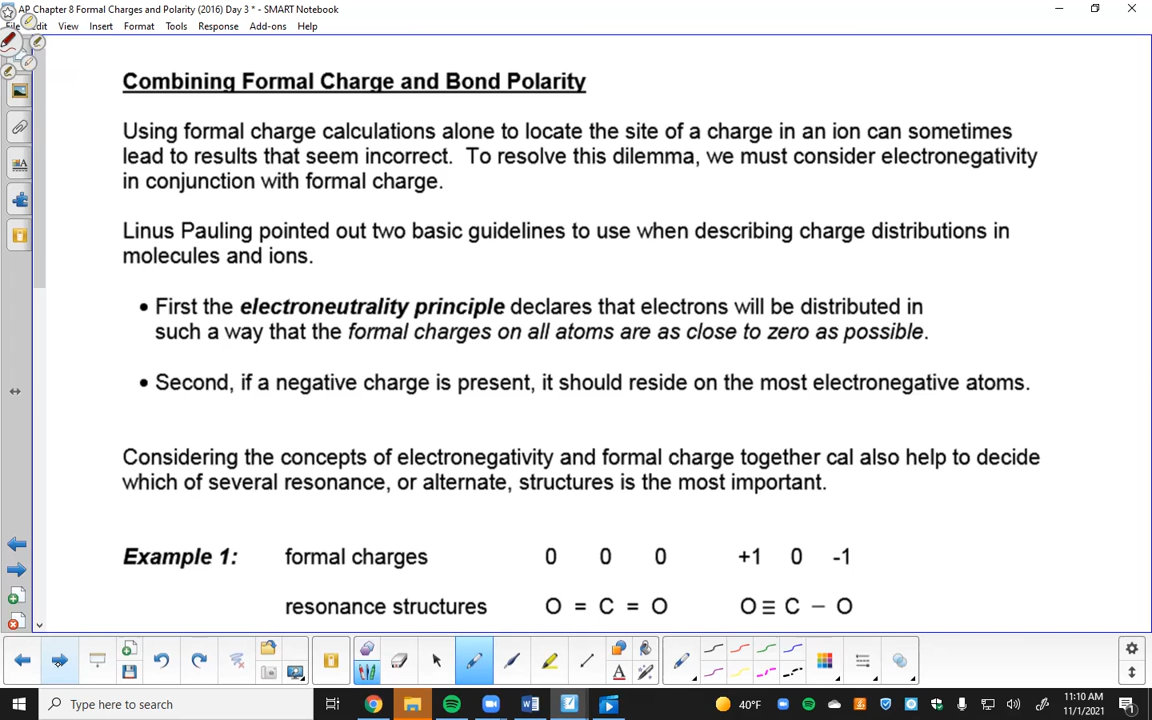 AP Chapter 8 Formal Charges and Polarity (2016) Day 3 * - SMART Notebook
Edit View Insert Format Tools Response Add-ons Help
Combining Formal Charge and Bond Polarity
Using formal charge calculations alone to locate the site of a charge in an ion can sometimes
lead to results that seem incorrect. To resolve this dilemma, we must consider electronegativity
in conjunction with formal charge.
Linus Pauling pointed out two basic guidelines to use when describing charge distributions in
molecules and ions.
• First the electroneutrality principle declares that electrons will be distributed in
such a way that the formal charges on all atoms are as close to zero as possible.
• Second, if a negative charge is present, it should reside on the most electronegative atoms.
Considering the concepts of electronegativity and formal charge together cal also help to decide
which of several resonance, or alternate, structures is the most important.
Example 1: formal charges 0 0 0 +1 0 -1
resonance structures O = C = O O ≡ C – O
Type here to search
40°F
11:10 AM
11/1/2021
1